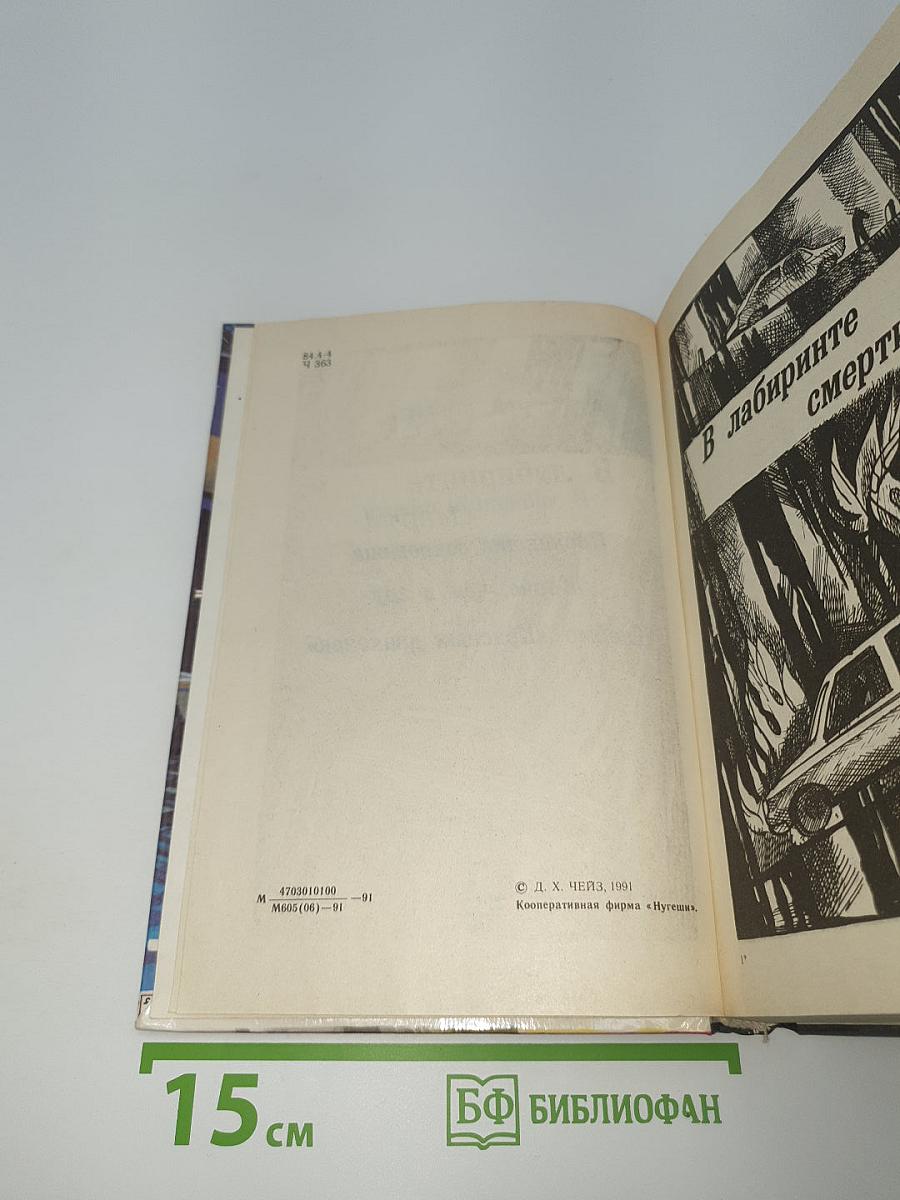 84.4-4
Ч 363
М 4703010100
М605(06)—91 —91
© Д. Х. ЧЕЙЗ, 1991
Кооперативная фирма «Нугеши».
В лабиринте
смерти
1*
15 см
БФ БИБЛИОФАН